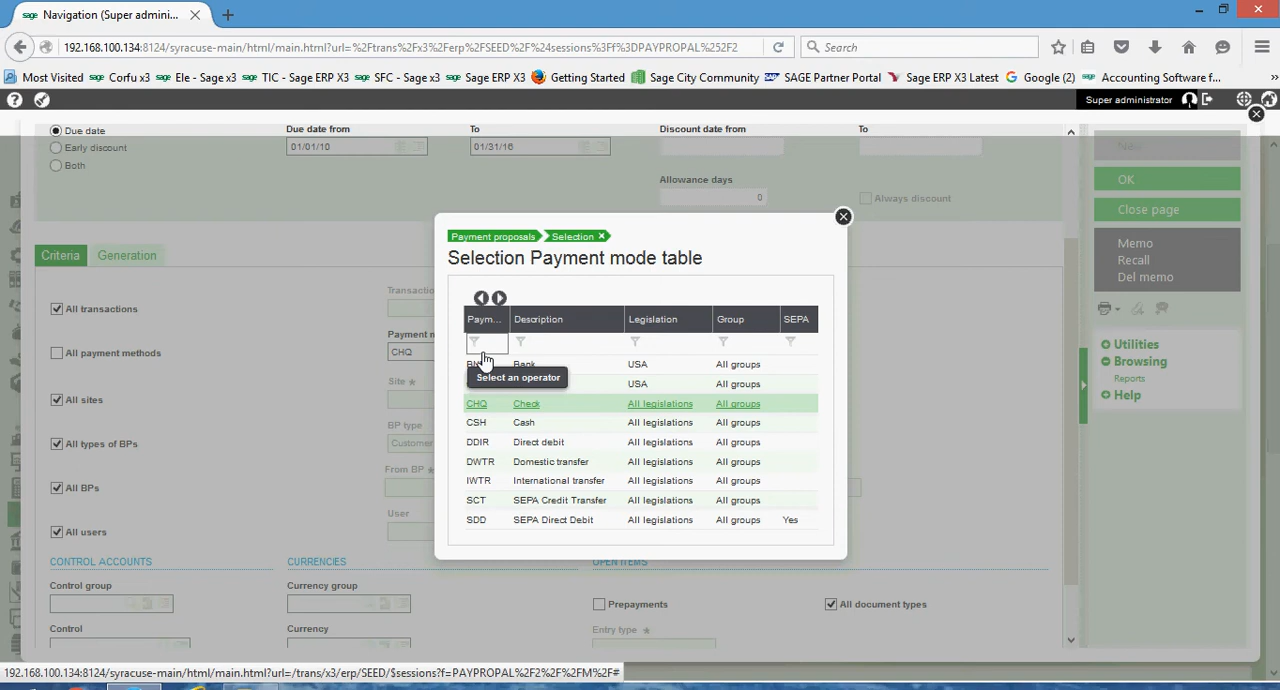 sage Navigation (Super admini...
192.168.100.134:8124/syracuse-main/html/main.html?url=%2Ftrans%2Fx3%2Ferp%2FSEED%2F%24sessions%3Ff%3DPAYPROPAL%252F2
Search
Most Visited sage Corfu x3 sage Ele - Sage x3 sage TIC - Sage ERP X3 sage SFC - Sage x3 sage Sage ERP X3 Getting Started Sage City Community SAGE Partner Portal Sage ERP X3 Latest Google (2) sage Accounting Software f... »
Super administrator
Due date
Due date from
To
Discount date from
To
Early discount
01/01/10
01/31/16
Both
Allowance days
0
Always discount
New
OK
Close page
Memo
Recall
Del memo
Utilities
Browsing
Reports
Help
Criteria
Generation
All transactions
Payment m
All payment methods
CHQ
Site *
All sites
BP type
All types of BPs
Customer
From BP *
All BPs
User
All users
CONTROL ACCOUNTS
CURRENCIES
OPEN ITEMS
Control group
Currency group
Prepayments
All document types
Control
Currency
Entry type *
Payment proposals
Selection ×
Selection Payment mode table
Paym... Description Legislation Group SEPA
Bank USA All groups
Select an operator
USA All groups
CHQ Check All legislations All groups
CSH Cash All legislations All groups
DDIR Direct debit All legislations All groups
DWTR Domestic transfer All legislations All groups
IWTR International transfer All legislations All groups
SCT SEPA Credit Transfer All legislations All groups
SDD SEPA Direct Debit All legislations All groups Yes
192.168.100.134:8124/syracuse-main/html/main.html?url=/trans/x3/erp/SEED/$sessions?f=PAYPROPAL%2F2%2F%2FM%2F#